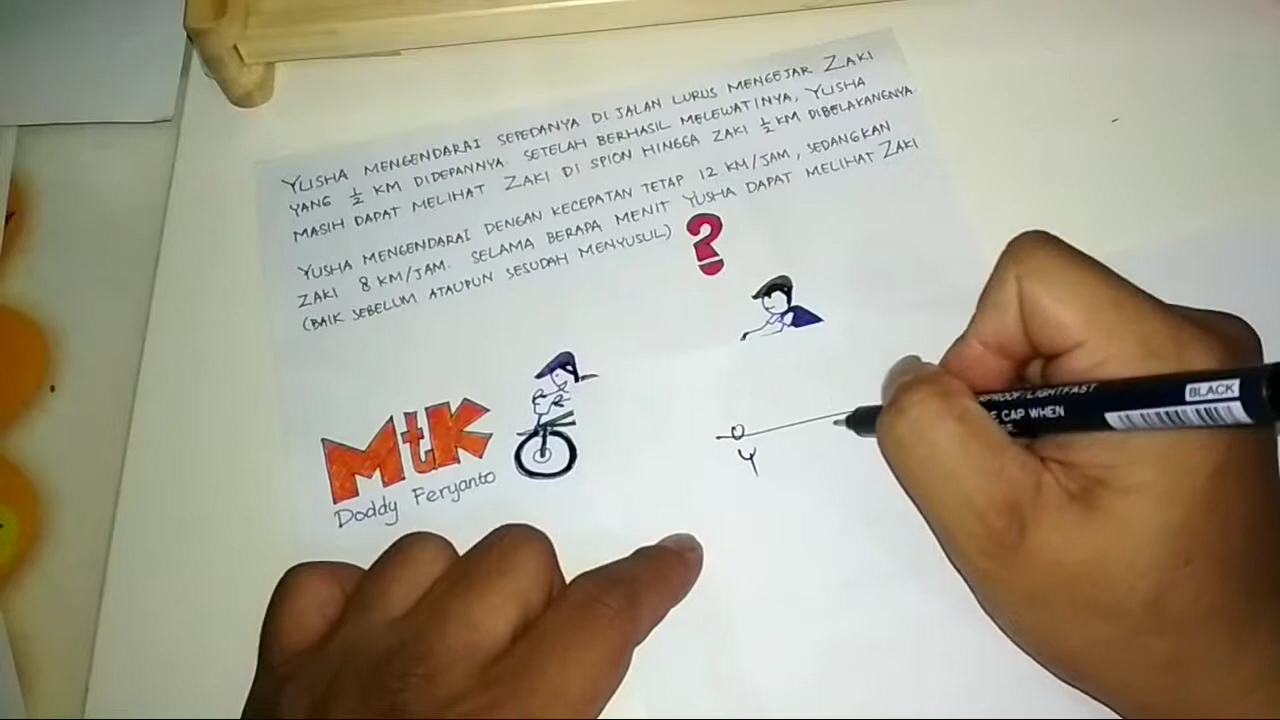 YUSHA MENGENDARAI SEPEDANYA DI JALAN LURUS MENGEJAR ZAKI
YANG 1/2 KM DIDEPANNYA. SETELAH BERHASIL MELEWATINYA, YUSHA
MASIH DAPAT MELIHAT ZAKI DI SPION HINGGA ZAKI 1/2 KM DIBELAKANGNYA.
YUSHA MENGENDARAI DENGAN KECEPATAN TETAP 12 KM/JAM, SEDANGKAN
ZAKI 8 KM/JAM. SELAMA BERAPA MENIT YUSHA DAPAT MELIHAT ZAKI
(BAIK SEBELUM ATAUPUN SESUDAH MENYUSUL) ?
MtK
Doddy Feryanto
Y
BLACK
CAP WHEN